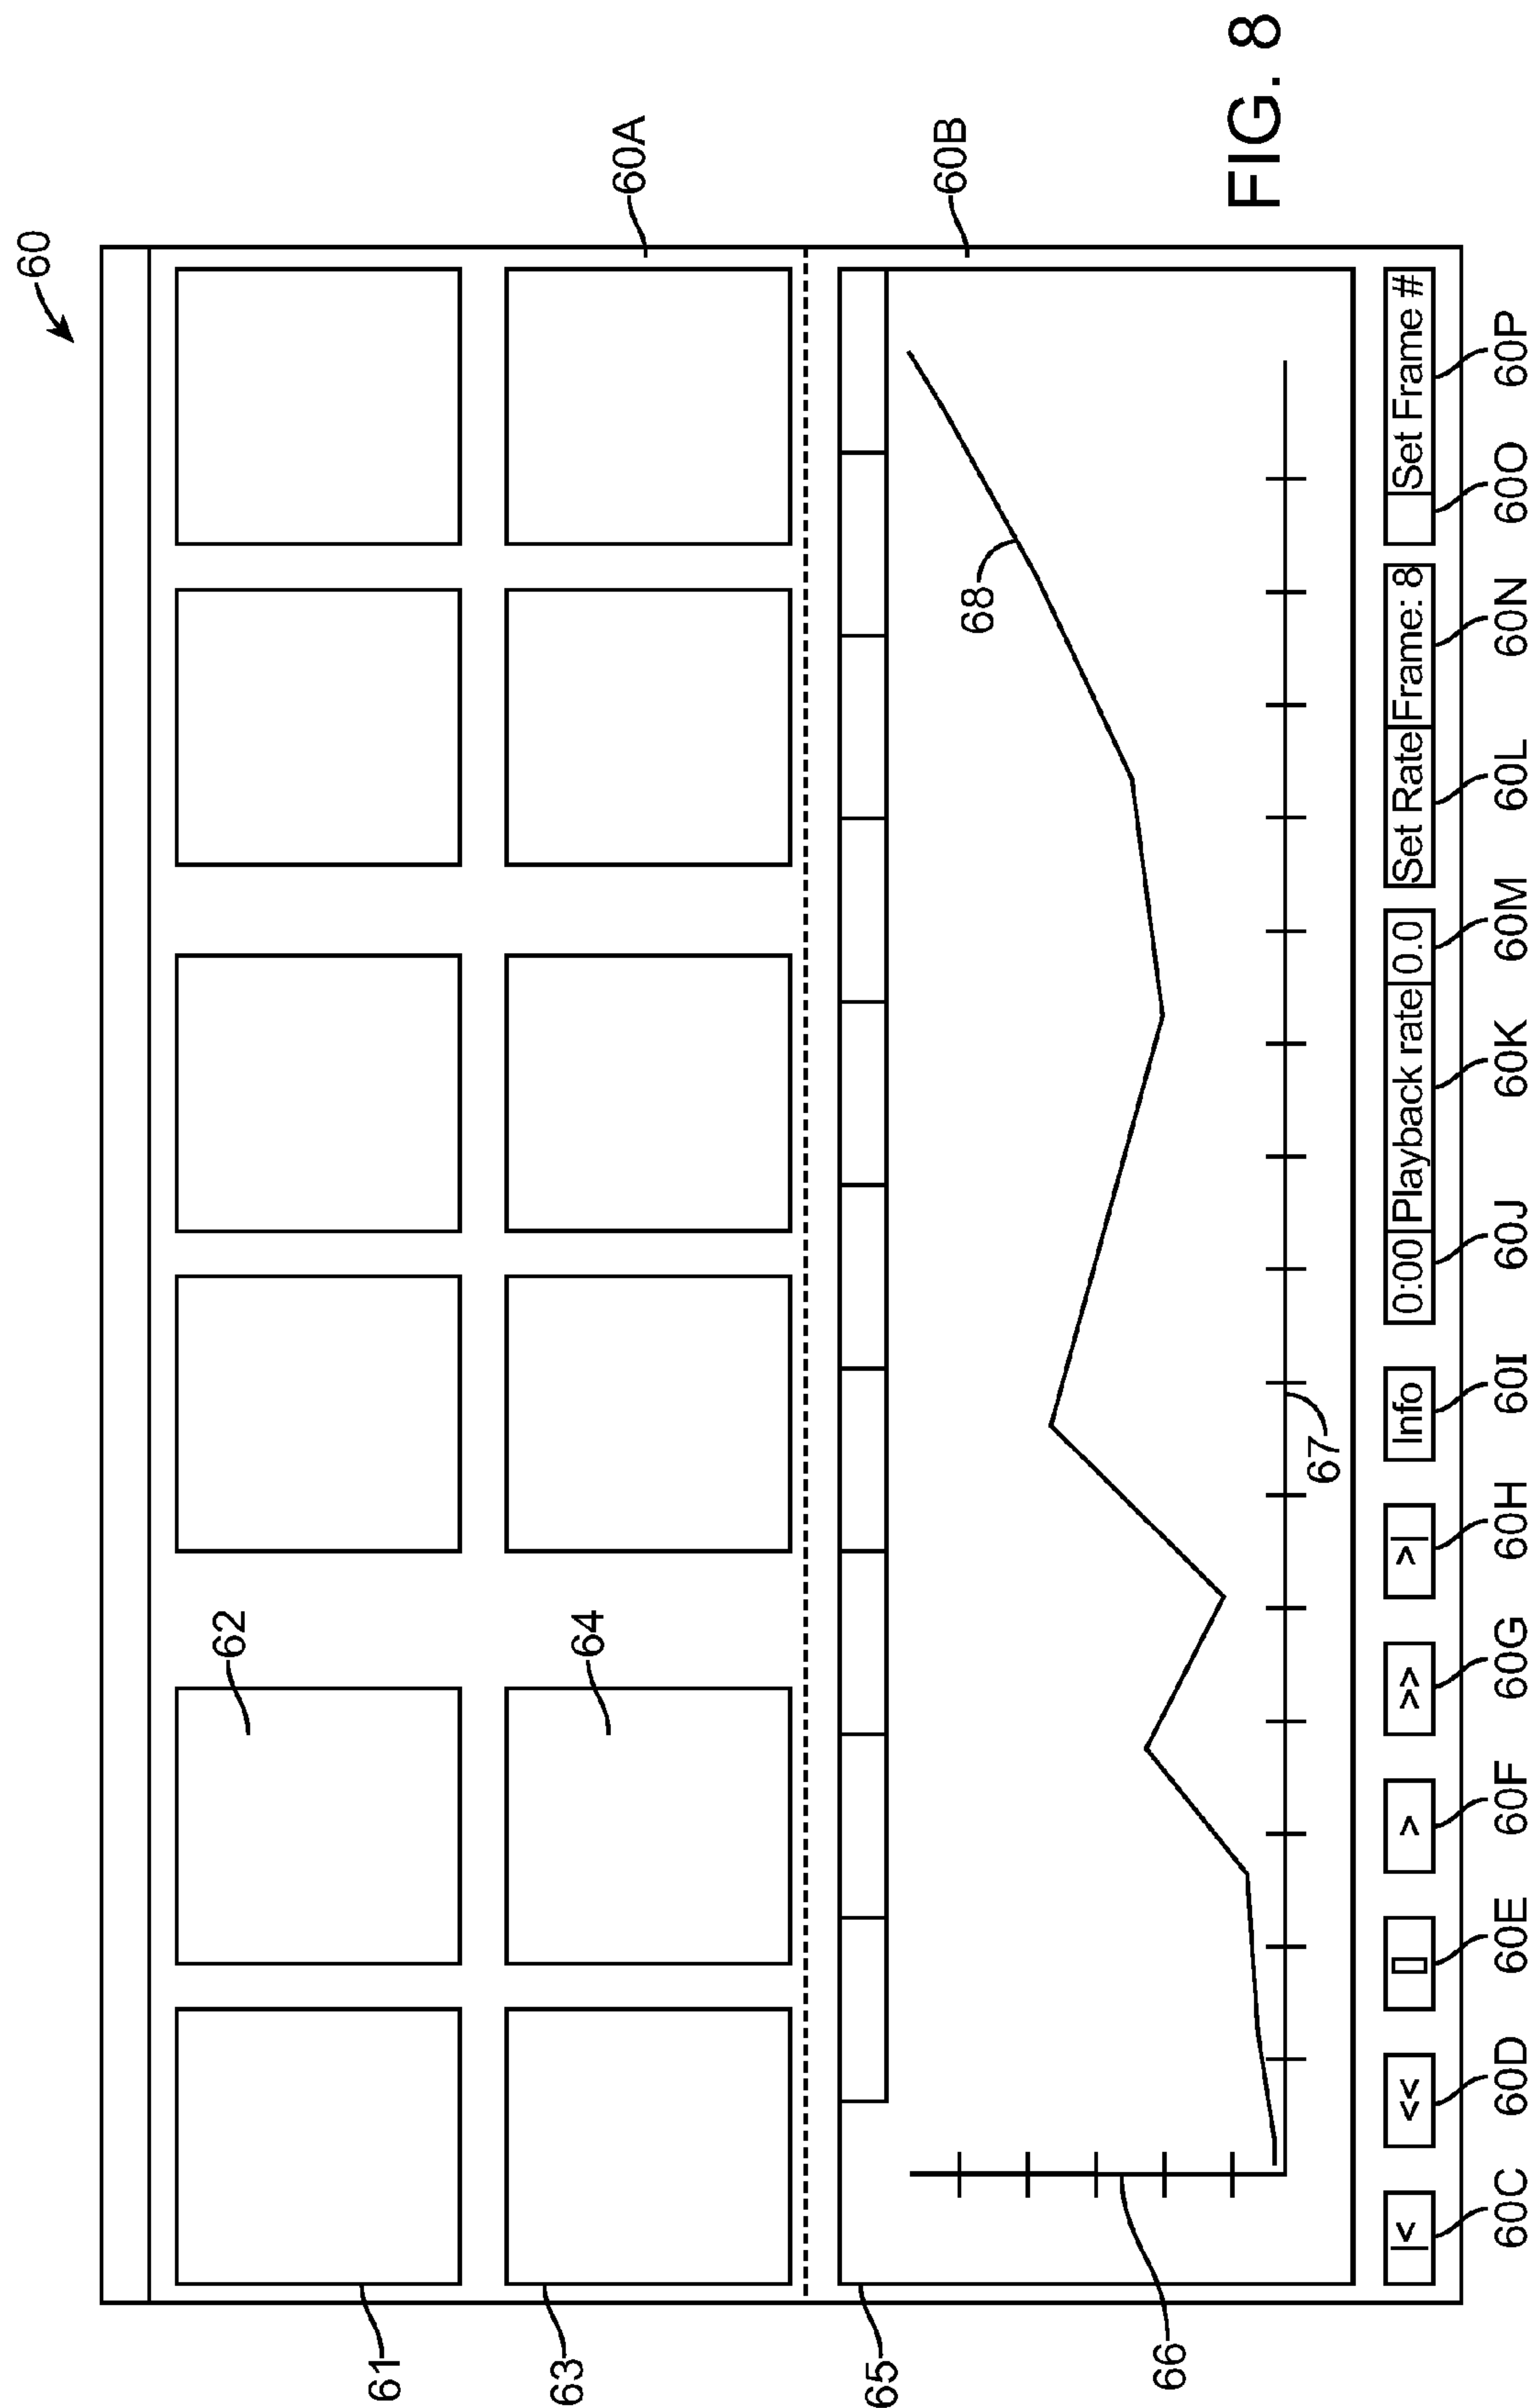 60
62
64
60A
60B
61
63
65
66
67
68
|< << [] > >> >| Info 0:00 Playback rate 0.0 Set Rate Frame: 8 Set Frame #
60C 60D 60E 60F 60G 60H 60I 60J 60K 60M 60L 60N 60O 60P
FIG. 8